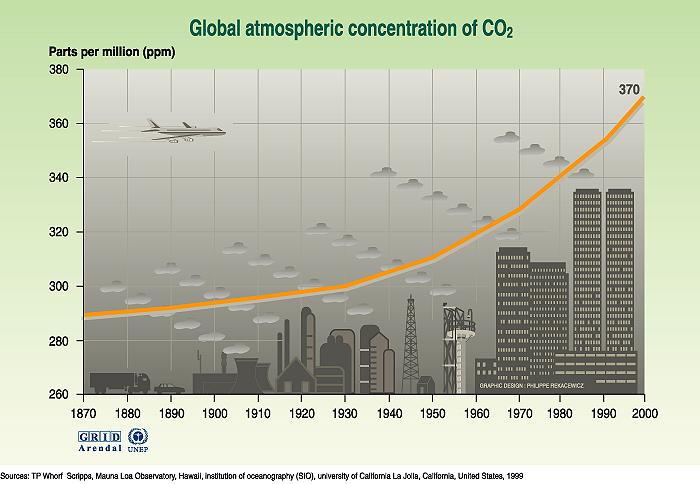 Global atmospheric concentration of CO2
Parts per million (ppm)
380
360
340
320
300
280
260
370
1870 1880 1890 1900 1910 1920 1930 1940 1950 1960 1970 1980 1990 2000
GRAPHIC DESIGN : PHILIPPE REKACEWICZ
GRID
Arendal UNEP
Sources: TP Whorf Scripps, Mauna Loa Observatory, Hawaii, institution of oceanography (SIO), university of California La Jolla, California, United States, 1999